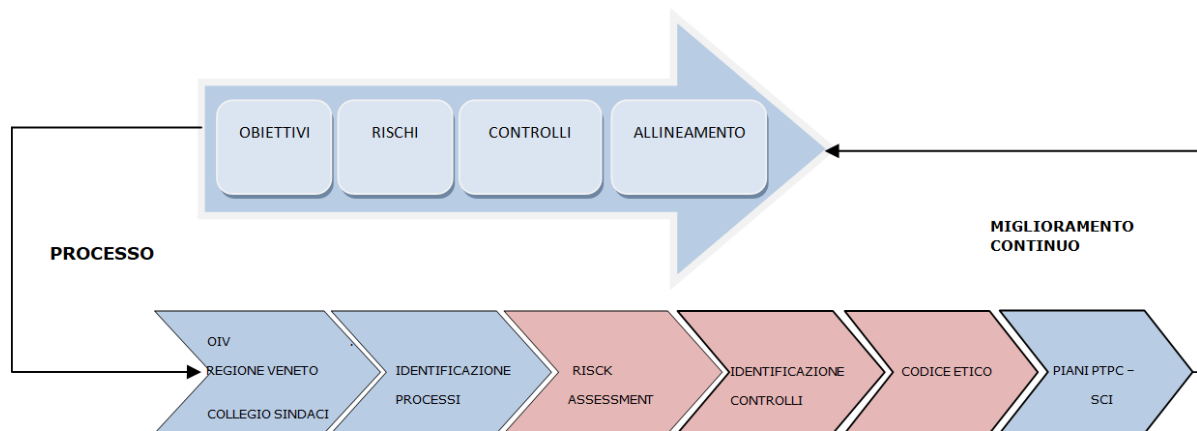 OBIETTIVI
RISCHI
CONTROLLI
ALLINEAMENTO
PROCESSO
MIGLIORAMENTO
CONTINUO
OIV .
REGIONE VENETO
COLLEGIO SINDACI
IDENTIFICAZIONE
PROCESSI
RISCK
ASSESSMENT
IDENTIFICAZIONE
CONTROLLI
CODICE ETICO
PIANI PTPC –
SCI